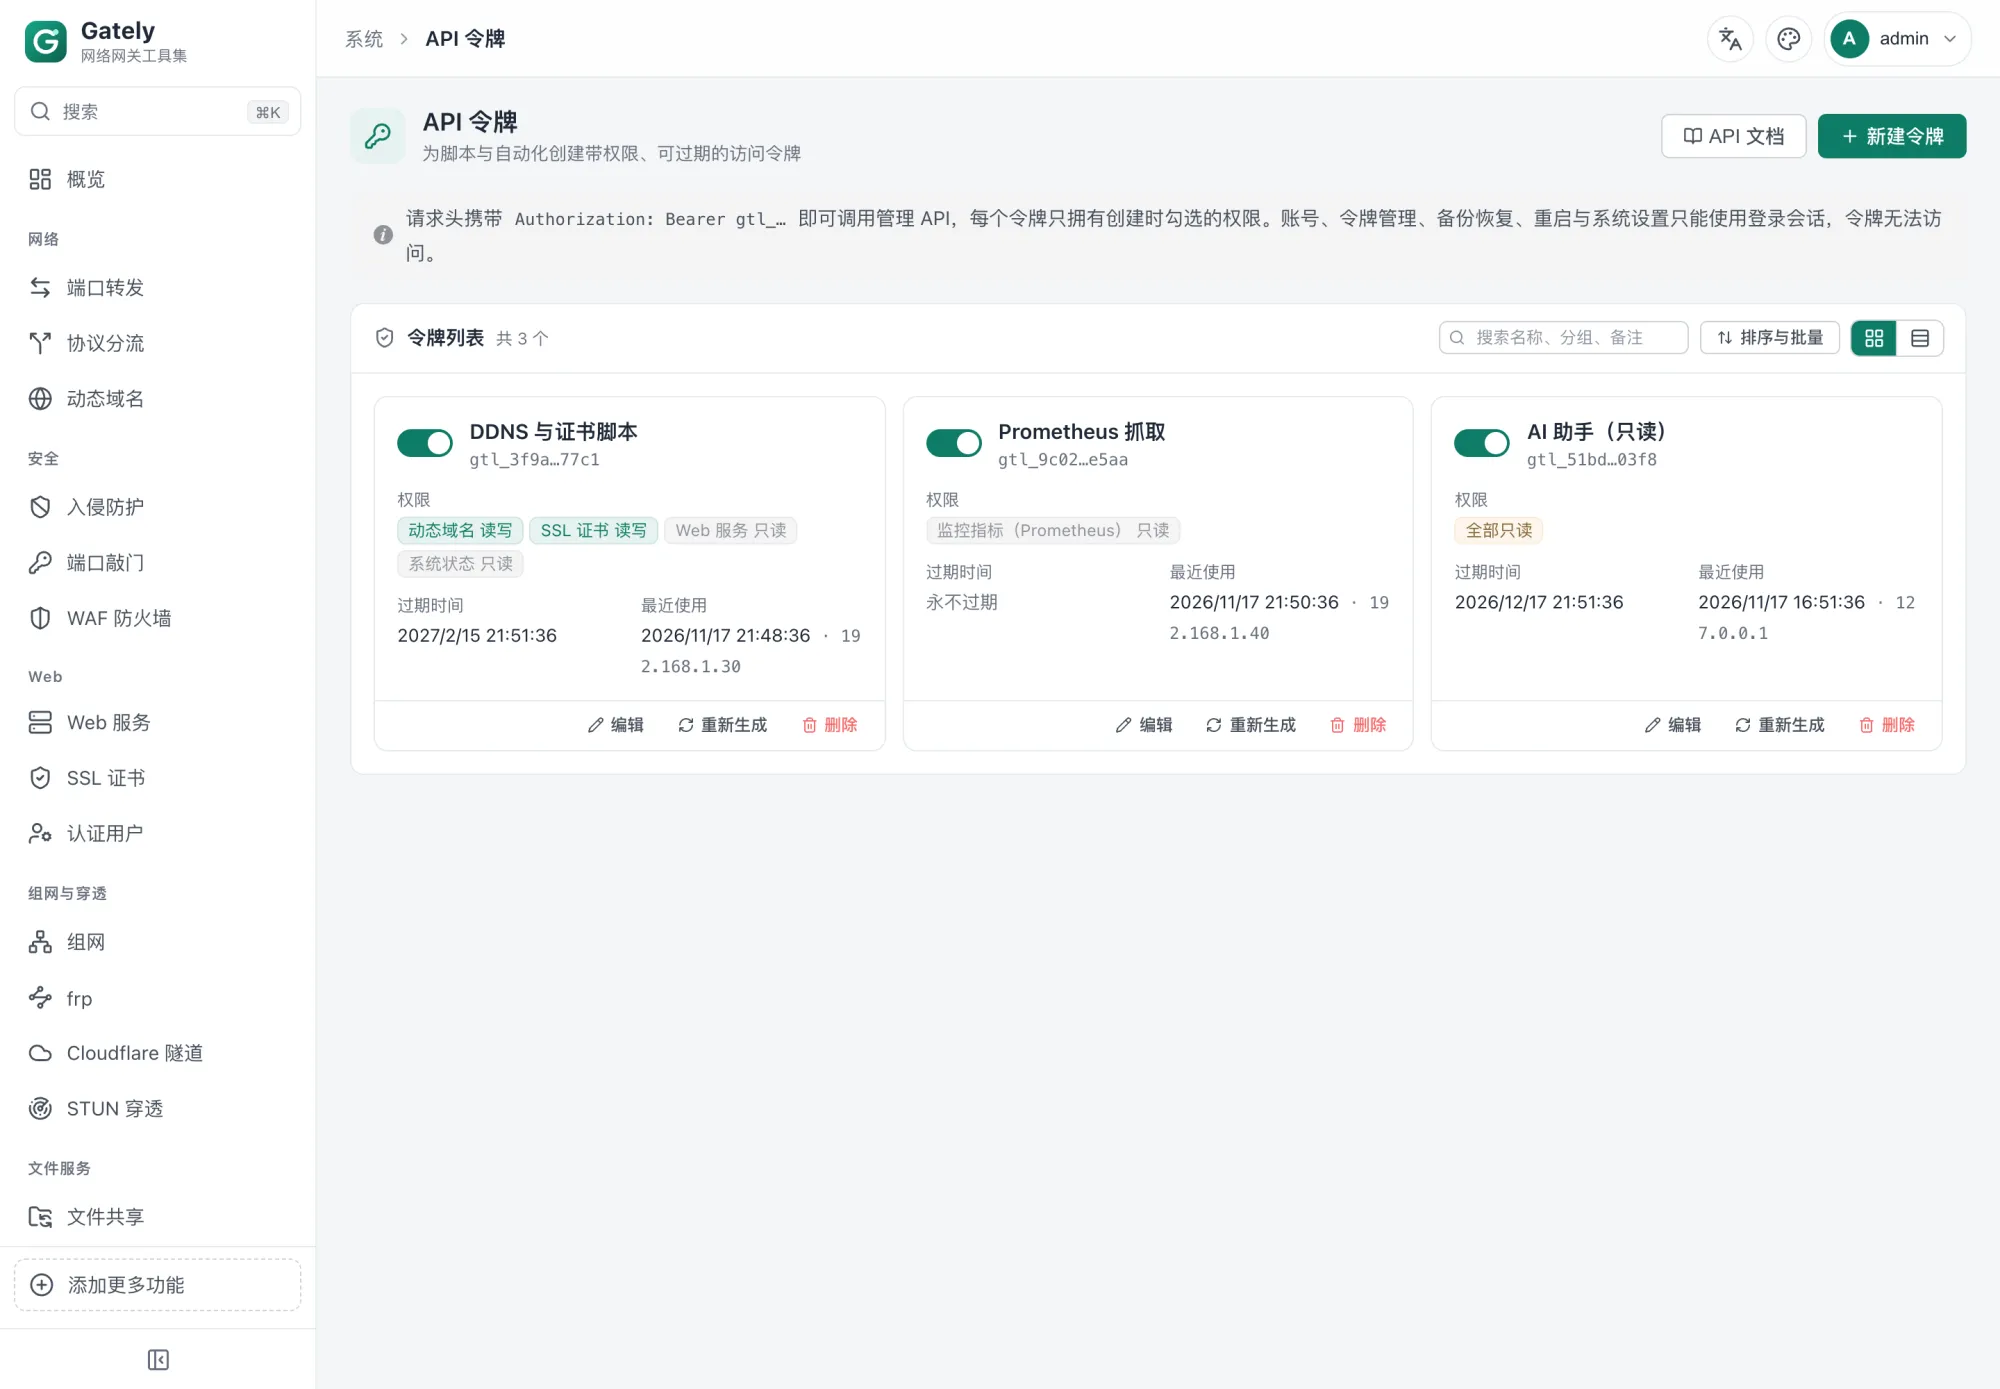 Gately
网络网关工具集
搜索 ⌘K
概览
网络
端口转发
协议分流
动态域名
安全
入侵防护
端口敲门
WAF 防火墙
Web
Web 服务
SSL 证书
认证用户
组网与穿透
组网
frp
Cloudflare 隧道
STUN 穿透
文件服务
文件共享
添加更多功能
系统 > API 令牌
A admin
API 令牌
为脚本与自动化创建带权限、可过期的访问令牌
API 文档
+ 新建令牌
请求头携带 Authorization: Bearer gtl_… 即可调用管理 API，每个令牌只拥有创建时勾选的权限。账号、令牌管理、备份恢复、重启与系统设置只能使用登录会话，令牌无法访
问。
令牌列表 共 3 个
搜索名称、分组、备注
排序与批量
DDNS 与证书脚本
gtl_3f9a…77c1
权限
动态域名 读写 SSL 证书 读写 Web 服务 只读
系统状态 只读
过期时间 最近使用
2027/2/15 21:51:36 2026/11/17 21:48:36 · 19
2.168.1.30
编辑 重新生成 删除
Prometheus 抓取
gtl_9c02…e5aa
权限
监控指标（Prometheus） 只读
过期时间 最近使用
永不过期 2026/11/17 21:50:36 · 19
2.168.1.40
编辑 重新生成 删除
AI 助手（只读）
gtl_51bd…03f8
权限
全部只读
过期时间 最近使用
2026/12/17 21:51:36 2026/11/17 16:51:36 · 12
7.0.0.1
编辑 重新生成 删除